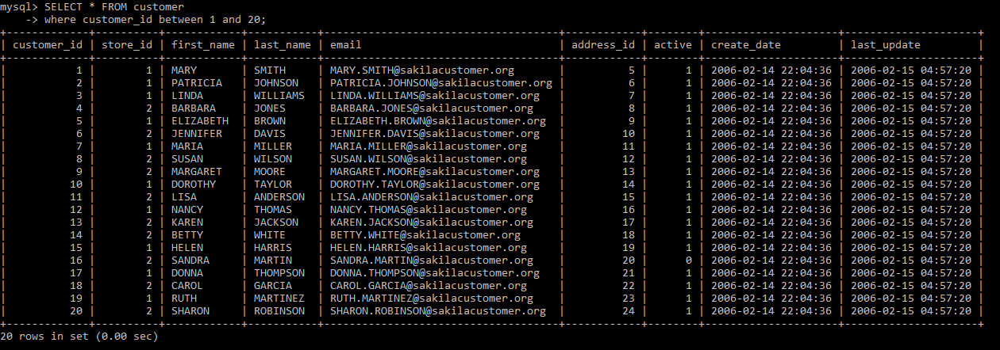 mysql> SELECT * FROM customer
    -> where customer_id between 1 and 20;
+-------------+----------+------------+-----------+-------------------------------------+------------+--------+---------------------+---------------------+
| customer_id | store_id | first_name | last_name | email                               | address_id | active | create_date         | last_update         |
+-------------+----------+------------+-----------+-------------------------------------+------------+--------+---------------------+---------------------+
|           1 |        1 | MARY       | SMITH     | MARY.SMITH@sakilacustomer.org       |          5 |      1 | 2006-02-14 22:04:36 | 2006-02-15 04:57:20 |
|           2 |        1 | PATRICIA   | JOHNSON   | PATRICIA.JOHNSON@sakilacustomer.org |          6 |      1 | 2006-02-14 22:04:36 | 2006-02-15 04:57:20 |
|           3 |        1 | LINDA      | WILLIAMS  | LINDA.WILLIAMS@sakilacustomer.org   |          7 |      1 | 2006-02-14 22:04:36 | 2006-02-15 04:57:20 |
|           4 |        2 | BARBARA    | JONES     | BARBARA.JONES@sakilacustomer.org    |          8 |      1 | 2006-02-14 22:04:36 | 2006-02-15 04:57:20 |
|           5 |        1 | ELIZABETH  | BROWN     | ELIZABETH.BROWN@sakilacustomer.org  |          9 |      1 | 2006-02-14 22:04:36 | 2006-02-15 04:57:20 |
|           6 |        2 | JENNIFER   | DAVIS     | JENNIFER.DAVIS@sakilacustomer.org   |         10 |      1 | 2006-02-14 22:04:36 | 2006-02-15 04:57:20 |
|           7 |        1 | MARIA      | MILLER    | MARIA.MILLER@sakilacustomer.org     |         11 |      1 | 2006-02-14 22:04:36 | 2006-02-15 04:57:20 |
|           8 |        2 | SUSAN      | WILSON    | SUSAN.WILSON@sakilacustomer.org     |         12 |      1 | 2006-02-14 22:04:36 | 2006-02-15 04:57:20 |
|           9 |        2 | MARGARET   | MOORE     | MARGARET.MOORE@sakilacustomer.org   |         13 |      1 | 2006-02-14 22:04:36 | 2006-02-15 04:57:20 |
|          10 |        1 | DOROTHY    | TAYLOR    | DOROTHY.TAYLOR@sakilacustomer.org   |         14 |      1 | 2006-02-14 22:04:36 | 2006-02-15 04:57:20 |
|          11 |        2 | LISA       | ANDERSON  | LISA.ANDERSON@sakilacustomer.org    |         15 |      1 | 2006-02-14 22:04:36 | 2006-02-15 04:57:20 |
|          12 |        1 | NANCY      | THOMAS    | NANCY.THOMAS@sakilacustomer.org     |         16 |      1 | 2006-02-14 22:04:36 | 2006-02-15 04:57:20 |
|          13 |        2 | KAREN      | JACKSON   | KAREN.JACKSON@sakilacustomer.org    |         17 |      1 | 2006-02-14 22:04:36 | 2006-02-15 04:57:20 |
|          14 |        2 | BETTY      | WHITE     | BETTY.WHITE@sakilacustomer.org      |         18 |      1 | 2006-02-14 22:04:36 | 2006-02-15 04:57:20 |
|          15 |        1 | HELEN      | HARRIS    | HELEN.HARRIS@sakilacustomer.org     |         19 |      1 | 2006-02-14 22:04:36 | 2006-02-15 04:57:20 |
|          16 |        2 | SANDRA     | MARTIN    | SANDRA.MARTIN@sakilacustomer.org    |         20 |      0 | 2006-02-14 22:04:36 | 2006-02-15 04:57:20 |
|          17 |        1 | DONNA      | THOMPSON  | DONNA.THOMPSON@sakilacustomer.org   |         21 |      1 | 2006-02-14 22:04:36 | 2006-02-15 04:57:20 |
|          18 |        2 | CAROL      | GARCIA    | CAROL.GARCIA@sakilacustomer.org     |         22 |      1 | 2006-02-14 22:04:36 | 2006-02-15 04:57:20 |
|          19 |        1 | RUTH       | MARTINEZ  | RUTH.MARTINEZ@sakilacustomer.org    |         23 |      1 | 2006-02-14 22:04:36 | 2006-02-15 04:57:20 |
|          20 |        2 | SHARON     | ROBINSON  | SHARON.ROBINSON@sakilacustomer.org  |         24 |      1 | 2006-02-14 22:04:36 | 2006-02-15 04:57:20 |
+-------------+----------+------------+-----------+-------------------------------------+------------+--------+---------------------+---------------------+
20 rows in set (0.00 sec)